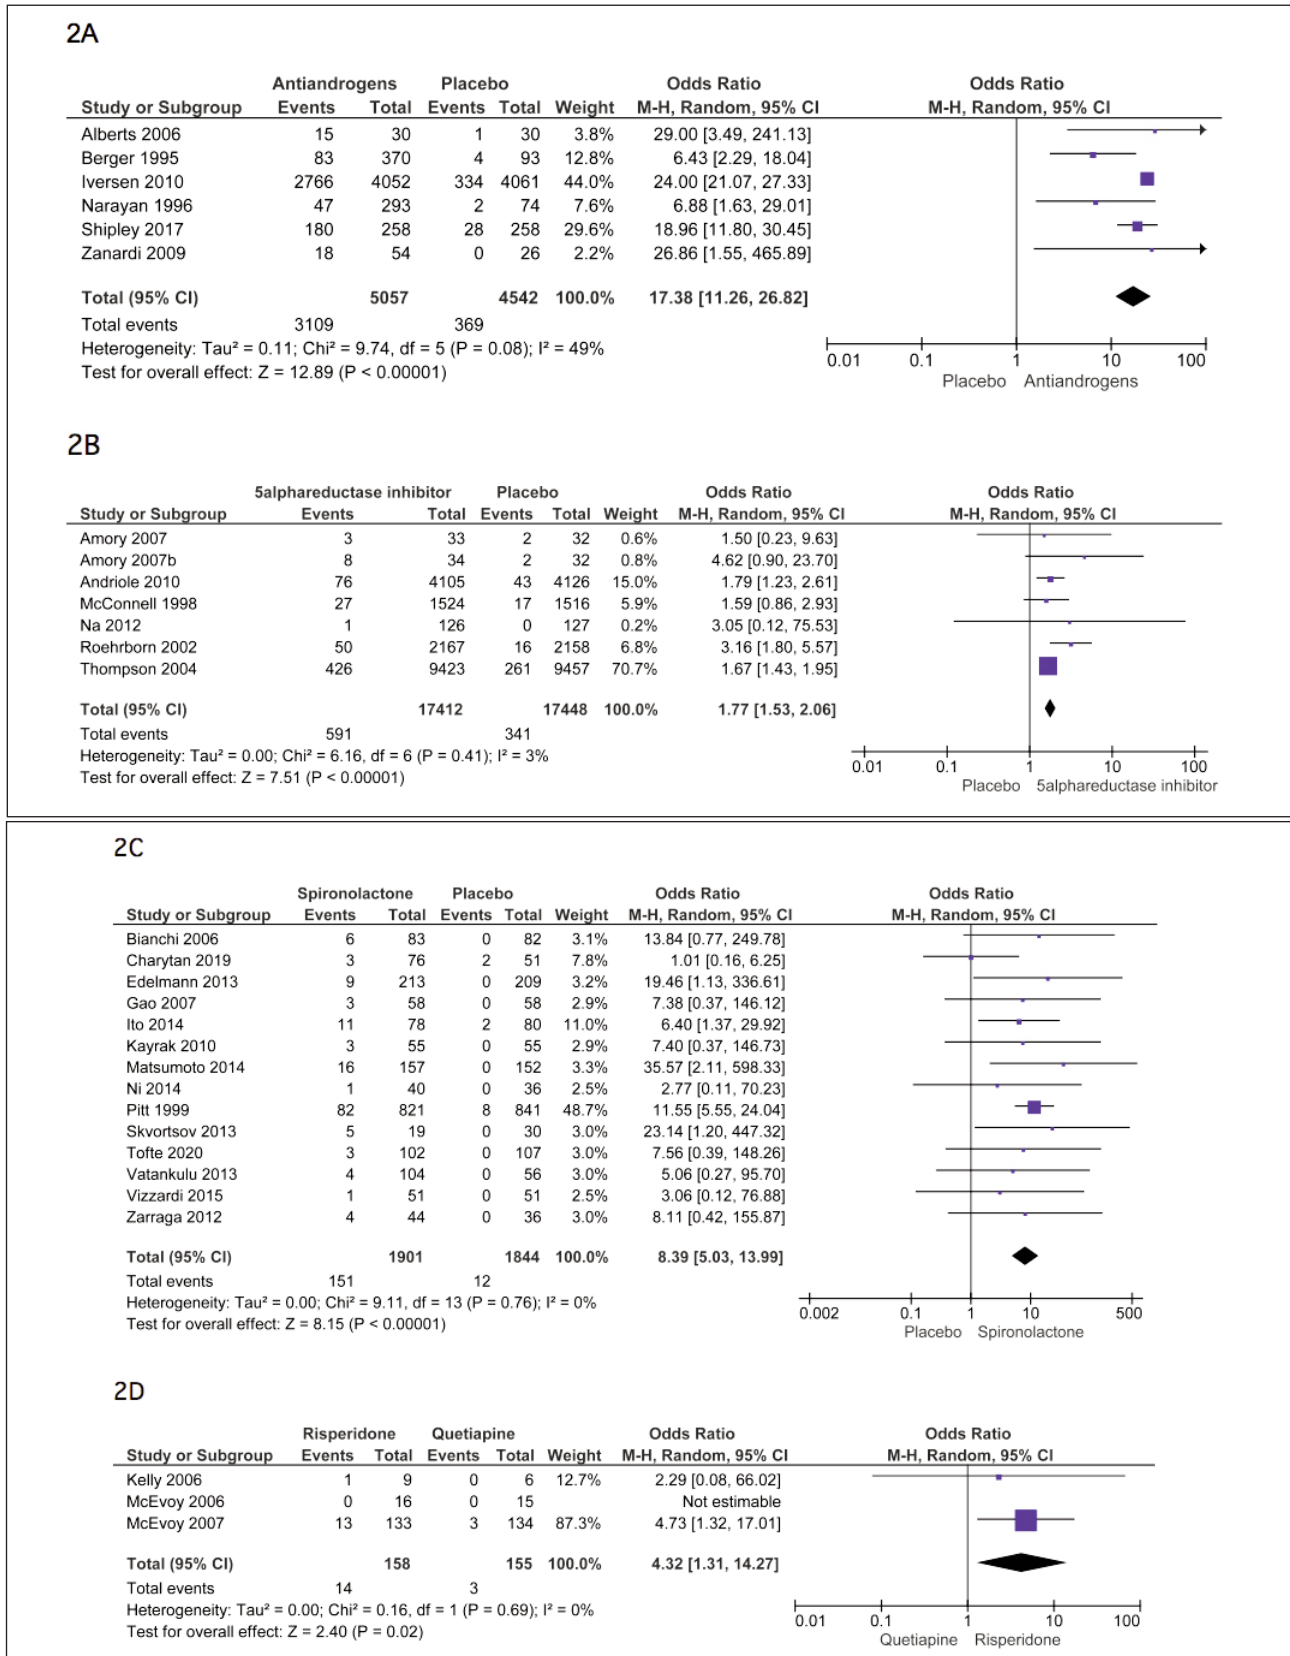 2A
Antiandrogens Placebo Odds Ratio Odds Ratio
Study or Subgroup Events Total Events Total Weight M-H, Random, 95% CI M-H, Random, 95% CI
Alberts 2006 15 30 1 30 3.8% 29.00 [3.49, 241.13]
Berger 1995 83 370 4 93 12.8% 6.43 [2.29, 18.04]
Iversen 2010 2766 4052 334 4061 44.0% 24.00 [21.07, 27.33]
Narayan 1996 47 293 2 74 7.6% 6.88 [1.63, 29.01]
Shipley 2017 180 258 28 258 29.6% 18.96 [11.80, 30.45]
Zanardi 2009 18 54 0 26 2.2% 26.86 [1.55, 465.89]
Total (95% CI) 5057 4542 100.0% 17.38 [11.26, 26.82]
Total events 3109 369
Heterogeneity: Tau² = 0.11; Chi² = 9.74, df = 5 (P = 0.08); I² = 49%
Test for overall effect: Z = 12.89 (P < 0.00001)
0.01 0.1 1 10 100
Placebo Antiandrogens
2B
5alphareductase inhibitor Placebo Odds Ratio Odds Ratio
Study or Subgroup Events Total Events Total Weight M-H, Random, 95% CI M-H, Random, 95% CI
Amory 2007 3 33 2 32 0.6% 1.50 [0.23, 9.63]
Amory 2007b 8 34 2 32 0.8% 4.62 [0.90, 23.70]
Andriole 2010 76 4105 43 4126 15.0% 1.79 [1.23, 2.61]
McConnell 1998 27 1524 17 1516 5.9% 1.59 [0.86, 2.93]
Na 2012 1 126 0 127 0.2% 3.05 [0.12, 75.53]
Roehrborn 2002 50 2167 16 2158 6.8% 3.16 [1.80, 5.57]
Thompson 2004 426 9423 261 9457 70.7% 1.67 [1.43, 1.95]
Total (95% CI) 17412 17448 100.0% 1.77 [1.53, 2.06]
Total events 591 341
Heterogeneity: Tau² = 0.00; Chi² = 6.16, df = 6 (P = 0.41); I² = 3%
Test for overall effect: Z = 7.51 (P < 0.00001)
0.01 0.1 1 10 100
Placebo 5alphareductase inhibitor
2C
Spironolactone Placebo Odds Ratio Odds Ratio
Study or Subgroup Events Total Events Total Weight M-H, Random, 95% CI M-H, Random, 95% CI
Bianchi 2006 6 83 0 82 3.1% 13.84 [0.77, 249.78]
Charytan 2019 3 76 2 51 7.8% 1.01 [0.16, 6.25]
Edelmann 2013 9 213 0 209 3.2% 19.46 [1.13, 336.61]
Gao 2007 3 58 0 58 2.9% 7.38 [0.37, 146.12]
Ito 2014 11 78 2 80 11.0% 6.40 [1.37, 29.92]
Kayrak 2010 3 55 0 55 2.9% 7.40 [0.37, 146.73]
Matsumoto 2014 16 157 0 152 3.3% 35.57 [2.11, 598.33]
Ni 2014 1 40 0 36 2.5% 2.77 [0.11, 70.23]
Pitt 1999 82 821 8 841 48.7% 11.55 [5.55, 24.04]
Skvortsov 2013 5 19 0 30 3.0% 23.14 [1.20, 447.32]
Tofte 2020 3 102 0 107 3.0% 7.56 [0.39, 148.26]
Vatankulu 2013 4 104 0 56 3.0% 5.06 [0.27, 95.70]
Vizzardi 2015 1 51 0 51 2.5% 3.06 [0.12, 76.88]
Zarraga 2012 4 44 0 36 3.0% 8.11 [0.42, 155.87]
Total (95% CI) 1901 1844 100.0% 8.39 [5.03, 13.99]
Total events 151 12
Heterogeneity: Tau² = 0.00; Chi² = 9.11, df = 13 (P = 0.76); I² = 0%
Test for overall effect: Z = 8.15 (P < 0.00001)
0.002 0.1 1 10 500
Placebo Spironolactone
2D
Risperidone Quetiapine Odds Ratio Odds Ratio
Study or Subgroup Events Total Events Total Weight M-H, Random, 95% CI M-H, Random, 95% CI
Kelly 2006 1 9 0 6 12.7% 2.29 [0.08, 66.02]
McEvoy 2006 0 16 0 15 Not estimable
McEvoy 2007 13 133 3 134 87.3% 4.73 [1.32, 17.01]
Total (95% CI) 158 155 100.0% 4.32 [1.31, 14.27]
Total events 14 3
Heterogeneity: Tau² = 0.00; Chi² = 0.16, df = 1 (P = 0.69); I² = 0%
Test for overall effect: Z = 2.40 (P = 0.02)
0.01 0.1 1 10 100
Quetiapine Risperidone